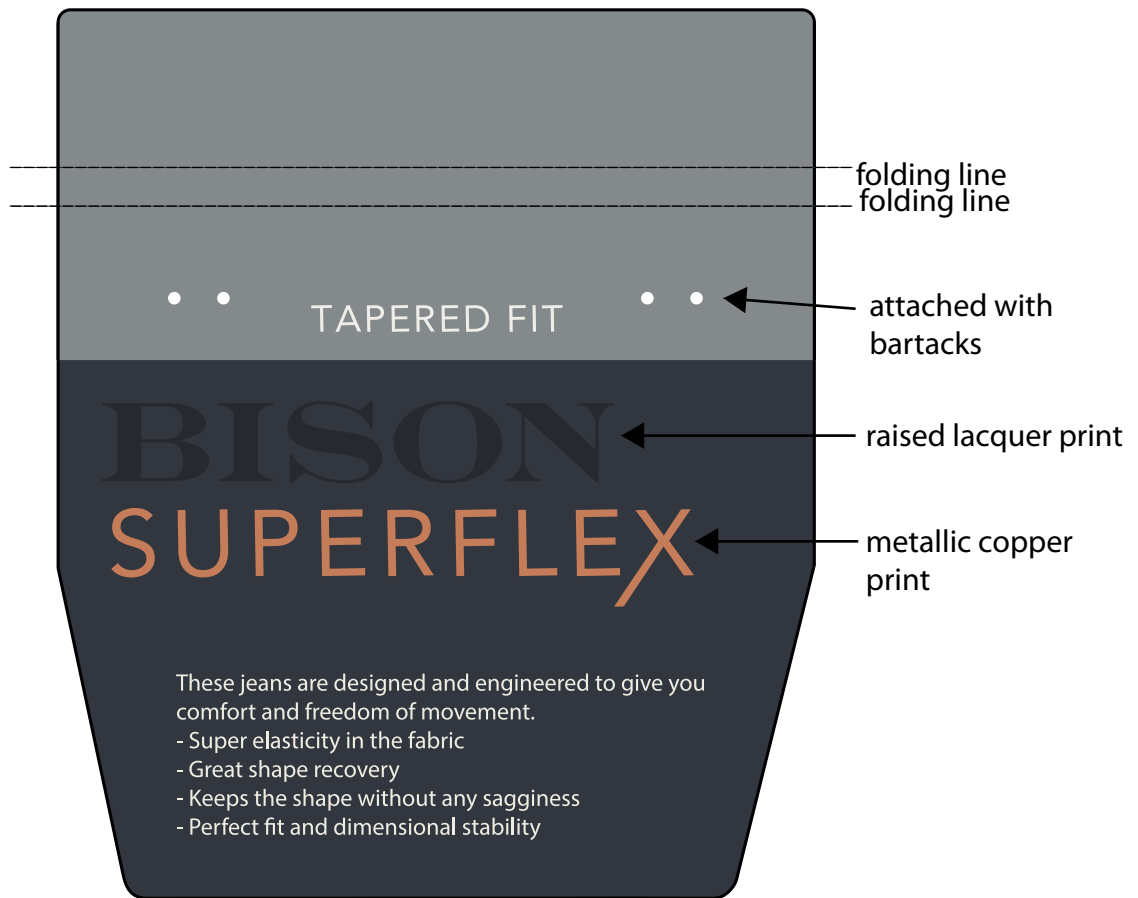 folding line
folding line
TAPERED FIT
attached with
bartacks
BISON
raised lacquer print
SUPERFLEX
metallic copper
print
These jeans are designed and engineered to give you
comfort and freedom of movement.
- Super elasticity in the fabric
- Great shape recovery
- Keeps the shape without any sagginess
- Perfect fit and dimensional stability